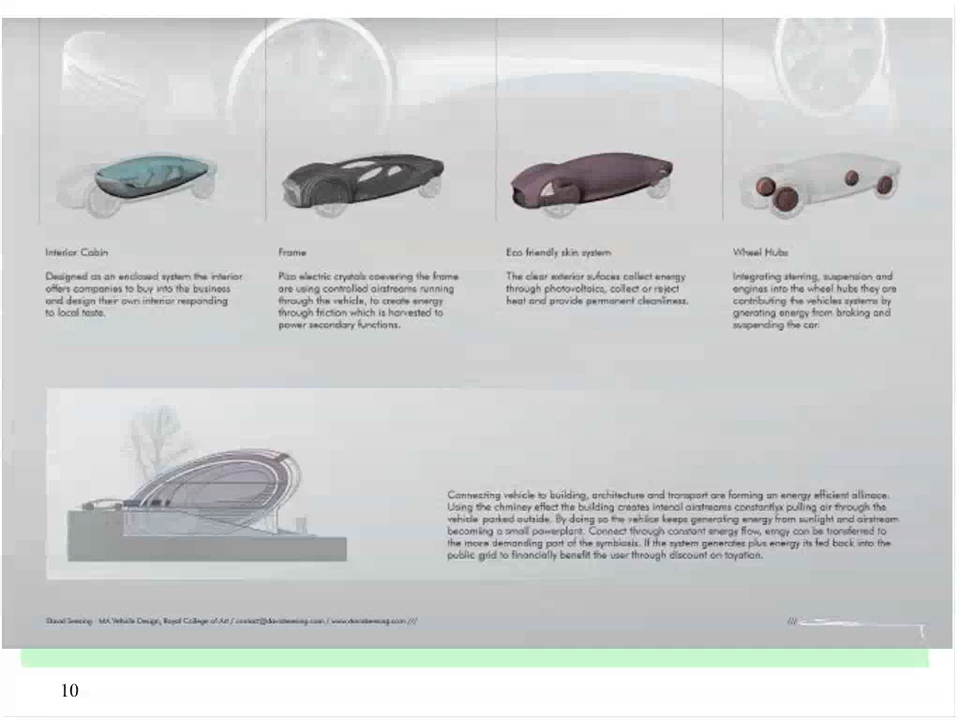 Interior Cabin
Designed as an enclosed system the interior
offers companies to buy into the business
and design their own interior responding
to local taste.
Frame
Pizo electric crystals coevering the frame
are using controlled airstreams running
through the vehicle, to create energy
through friction which is harvested to
power secondary functions.
Eco friendly skin system
The clear exterior sufaces collect energy
through photovoltaics, collect or reject
heat and provide permanent cleanliness.
Wheel Hubs
Integrating sterring, suspension and
engines into the wheel hubs they are
contributing the vehicles systems by
gnerating energy from braking and
suspending the car.
Connecting vehicle to building, architecture and transport are forming an energy efficient allinace.
Using the chminey effect the building creates intenal airstreams constantlyx pulling air through the
vehicle parked outside. By doing so the vehilce keeps generating energy from sunlight and airstream
becoming a small powerplant. Connect through constant energy flow, enrgy can be transferred to
the more demanding part of the symbiosis. If the system generates plus energy its fed back into the
public grid to financially benefit the user through discount on taxation.
David Seesing MA Vehicle Design, Royal College of Art / contact@davidseesing.com / www.davidseesing.com ///
///
10